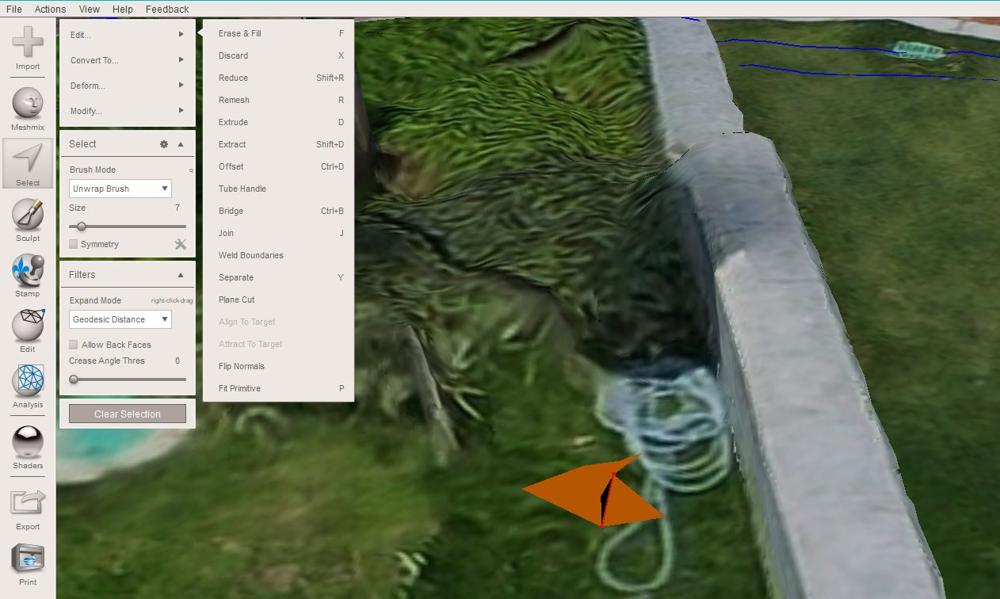 File Actions View Help Feedback
Import
Meshmix
Select
Sculpt
Stamp
Edit
Analysis
Shaders
Export
Print
Edit...
Convert To...
Deform...
Modify...
Select
Brush Mode q
Unwrap Brush
Size 7
Symmetry
Filters
Expand Mode right-click-drag
Geodesic Distance
Allow Back Faces
Crease Angle Thres 0
Clear Selection
Erase & Fill F
Discard X
Reduce Shift+R
Remesh R
Extrude D
Extract Shift+D
Offset Ctrl+D
Tube Handle
Bridge Ctrl+B
Join J
Weld Boundaries
Separate Y
Plane Cut
Align To Target
Attract To Target
Flip Normals
Fit Primitive P